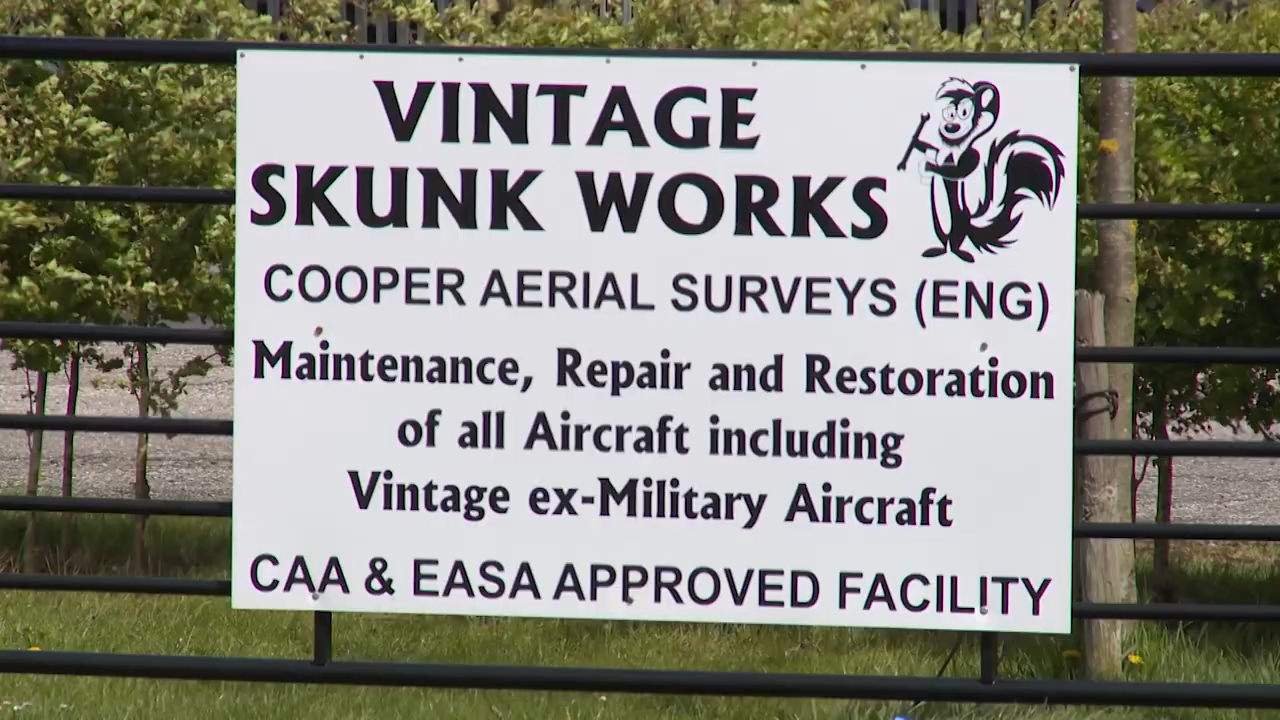 VINTAGE
SKUNK WORKS
COOPER AERIAL SURVEYS (ENG)
Maintenance, Repair and Restoration
of all Aircraft including
Vintage ex-Military Aircraft
CAA & EASA APPROVED FACILITY